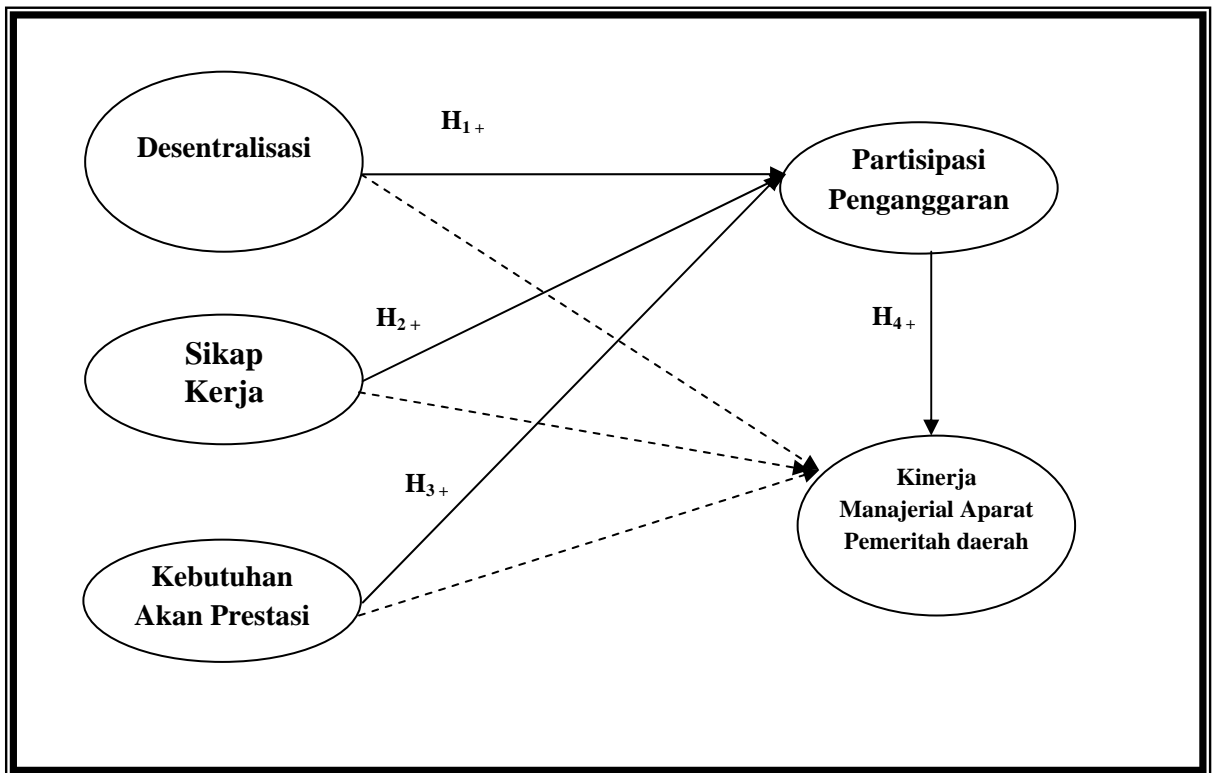 Desentralisasi
H1 +
Partisipasi
Penganggaran
Sikap
Kerja
H2 +
H4 +
H3 +
Kinerja
Manajerial Aparat
Pemeritah daerah
Kebutuhan
Akan Prestasi